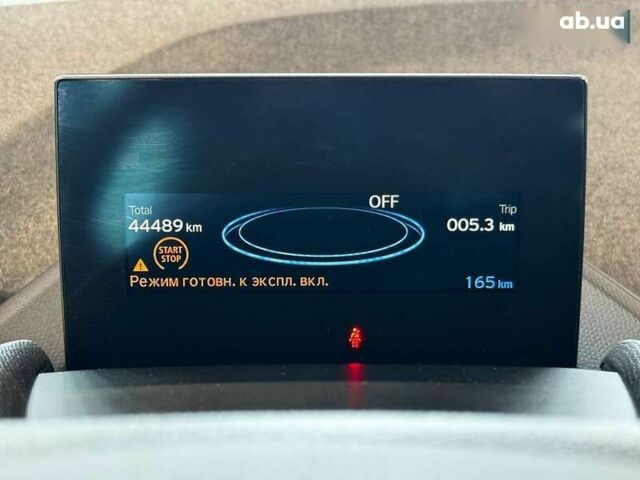 ab.ua
OFF
Total
Trip
44489 km
005.3 km
START
STOP
Режим готовн. к экспл. вкл.
165 km